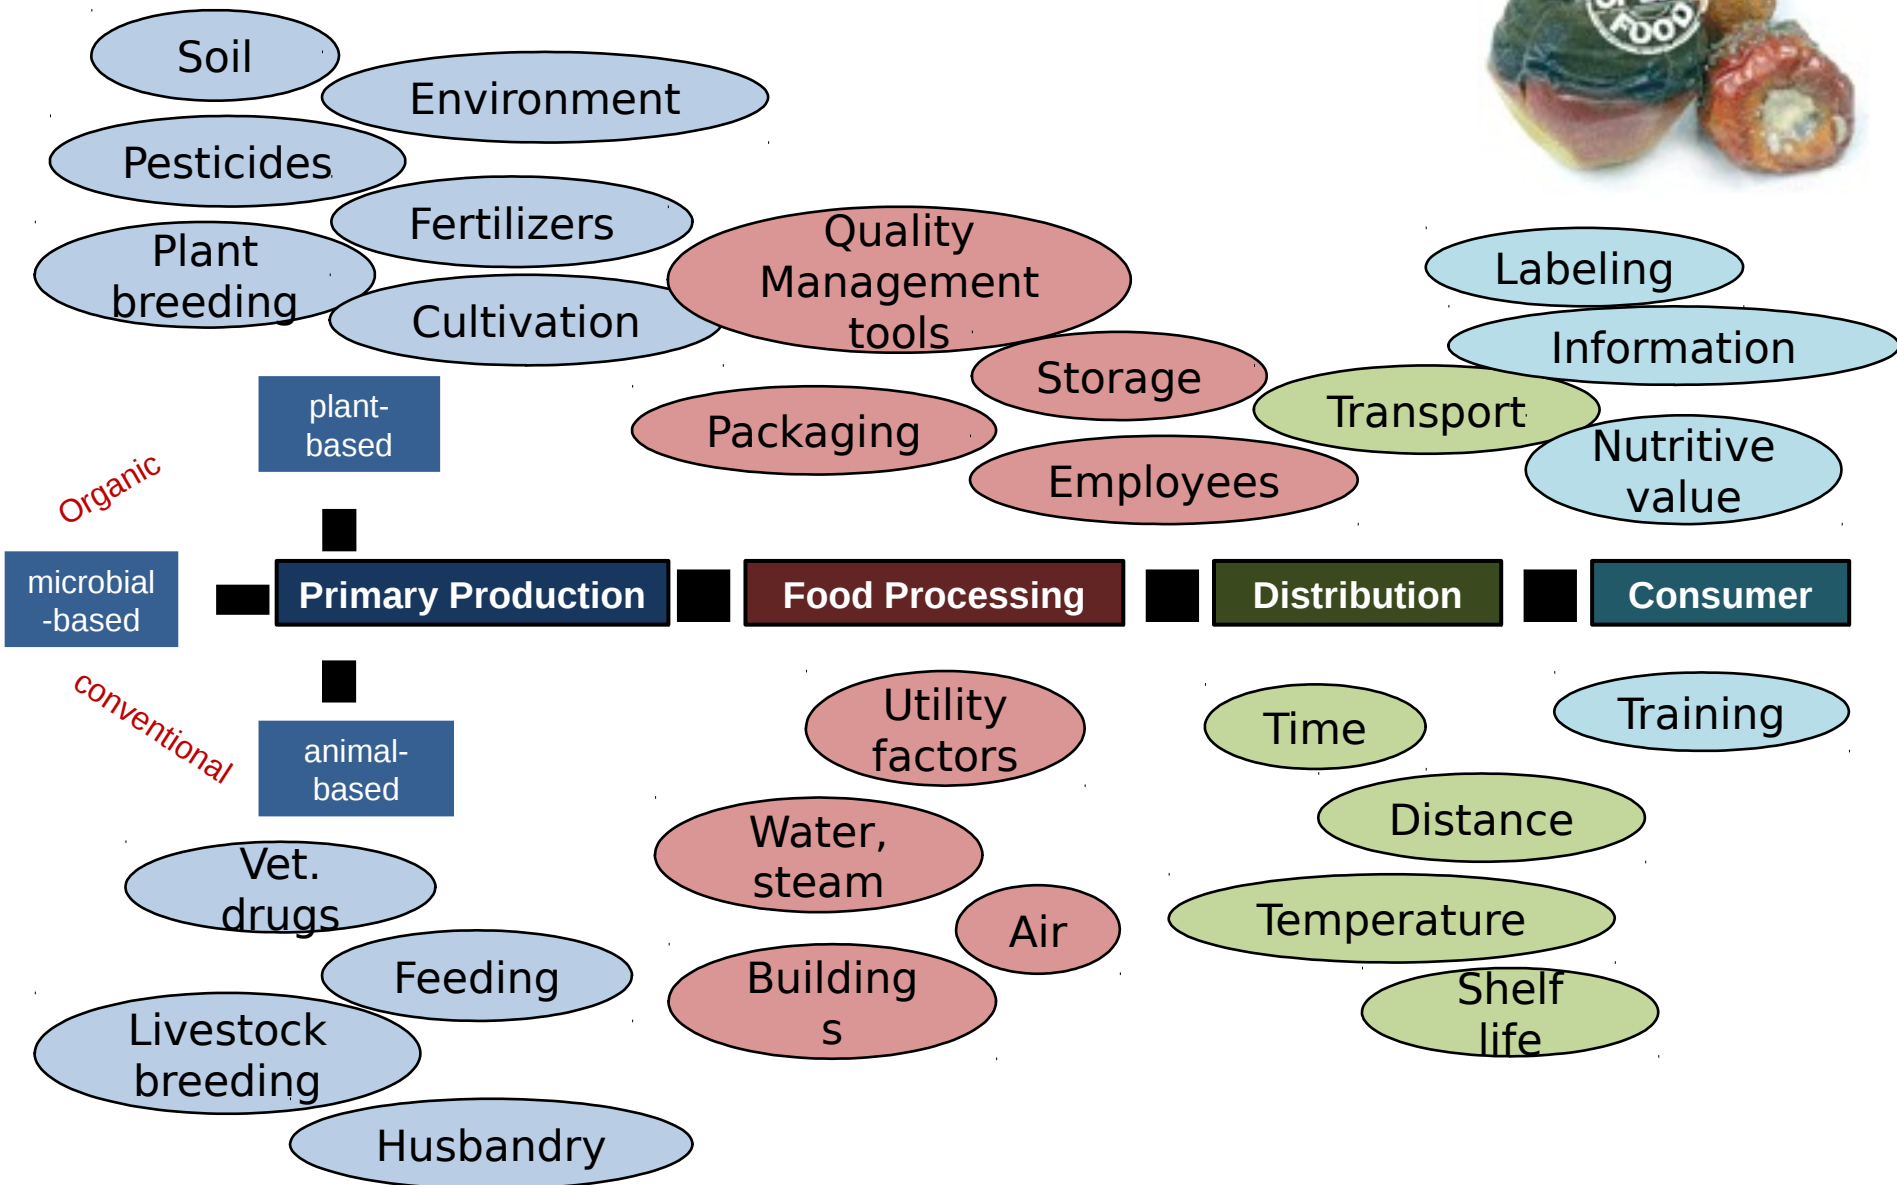 FOOD
Soil
Environment
Pesticides
Fertilizers
Plant
breeding
Cultivation
Quality
Management
tools
Labeling
Information
Storage
Transport
Packaging
Employees
Nutritive
value
plant-
based
Organic
microbial
-based
Primary Production
Food Processing
Distribution
Consumer
conventional
animal-
based
Utility
factors
Time
Training
Distance
Water,
steam
Vet.
drugs
Air
Temperature
Feeding
Building
s
Shelf
life
Livestock
breeding
Husbandry